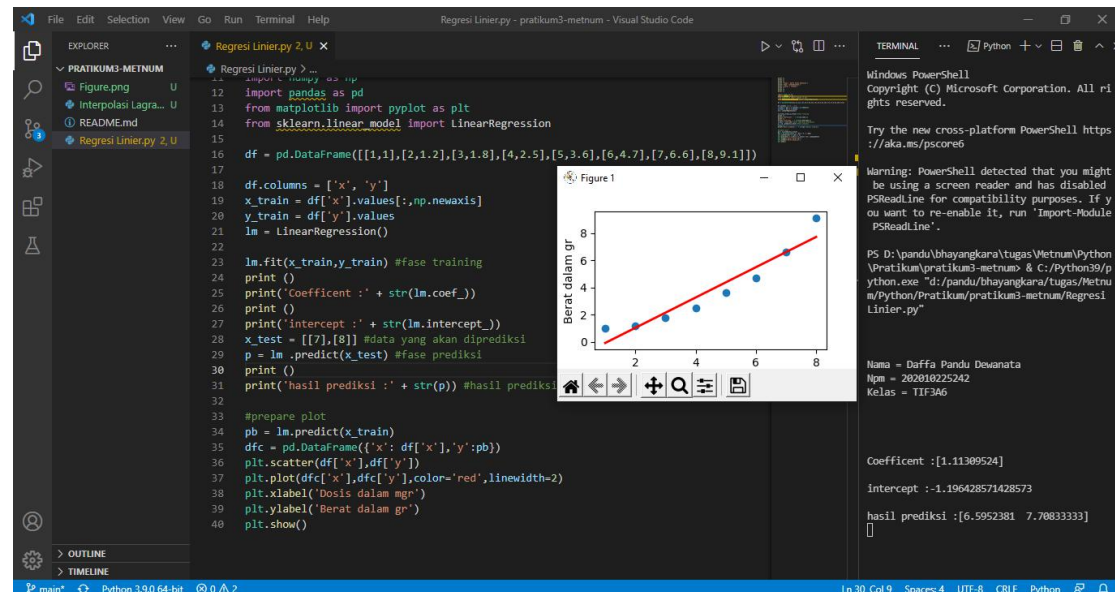 File Edit Selection View Go Run Terminal Help
Regresi Linier.py - pratikum3-metnum - Visual Studio Code
EXPLORER
PRATIKUM3-METNUM
Figure.png U
Interpolasi Lagra... U
README.md
Regresi Linier.py 2, U
OUTLINE
TIMELINE
Regresi Linier.py 2, U
Regresi Linier.py > ...
11 import numpy as np
12 import pandas as pd
13 from matplotlib import pyplot as plt
14 from sklearn.linear_model import LinearRegression
15
16 df = pd.DataFrame([[1,1],[2,1.2],[3,1.8],[4,2.5],[5,3.6],[6,4.7],[7,6.6],[8,9.1]])
17
18 df.columns = ['x', 'y']
19 x_train = df['x'].values[:,np.newaxis]
20 y_train = df['y'].values
21 lm = LinearRegression()
22
23 lm.fit(x_train,y_train) #fase training
24 print ()
25 print('Coefficent :' + str(lm.coef_))
26 print ()
27 print('intercept :' + str(lm.intercept_))
28 x_test = [[7],[8]] #data yang akan diprediksi
29 p = lm .predict(x_test) #fase prediksi
30 print ()
31 print('hasil prediksi :' + str(p)) #hasil prediksi
32
33 #prepare plot
34 pb = lm.predict(x_train)
35 dfc = pd.DataFrame({'x': df['x'],'y':pb})
36 plt.scatter(df['x'],df['y'])
37 plt.plot(dfc['x'],dfc['y'],color='red',linewidth=2)
38 plt.xlabel('Dosis dalam mgr')
39 plt.ylabel('Berat dalam gr')
40 plt.show()
Figure 1
Berat dalam gr
8
6
4
2
0
2 4 6 8
TERMINAL ... Python
Windows PowerShell
Copyright (C) Microsoft Corporation. All ri
ghts reserved.
Try the new cross-platform PowerShell https
://aka.ms/pscore6
Warning: PowerShell detected that you might
be using a screen reader and has disabled
PSReadLine for compatibility purposes. If y
ou want to re-enable it, run 'Import-Module
PSReadLine'.
PS D:\pandu\bhayangkara\tugas\Metnum\Python
\Pratikum\pratikum3-metnum> & C:/Python39/p
ython.exe "d:/pandu/bhayangkara/tugas/Metnu
m/Python/Pratikum/pratikum3-metnum/Regresi
Linier.py"
Nama = Daffa Pandu Dewanata
Npm = 202010225242
Kelas = TIF3A6
Coefficent :[1.11309524]
intercept :-1.196428571428573
hasil prediksi :[6.5952381 7.70833333]
main* Python 3.9.0 64-bit 0 2
Ln 30, Col 9 Spaces: 4 UTF-8 CRLF Python